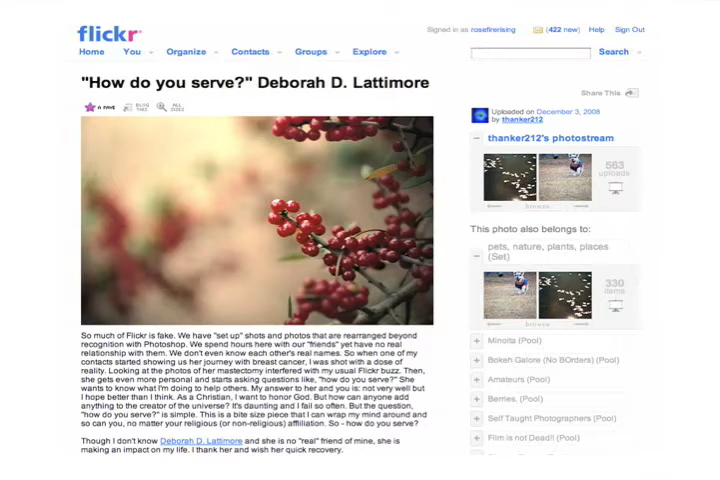 flickr
Signed in as rosefirerising (422 new) Help Sign Out
Home You Organize Contacts Groups Explore Search
"How do you serve?" Deborah D. Lattimore
Share This
BLOG THIS
ALL SIZES
Uploaded on December 3, 2008
by thanker212
thanker212's photostream
563
uploads
browse
This photo also belongs to:
pets, nature, plants, places
(Set)
330
items
browse
Minolta (Pool)
Bokeh Galore (No BOrders) (Pool)
Amateurs (Pool)
Berries. (Pool)
Self Taught Photographers (Pool)
Film is not Dead!! (Pool)
So much of Flickr is fake. We have "set up" shots and photos that are rearranged beyond
recognition with Photoshop. We spend hours here with our "friends" yet have no real
relationship with them. We don't even know each other's real names. So when one of my
contacts started showing us her journey with breast cancer, I was shot with a dose of
reality. Looking at the photos of her mastectomy interfered with my usual Flickr buzz. Then,
she gets even more personal and starts asking questions like, "how do you serve?" She
wants to know what I'm doing to help others. My answer to her and you is: not very well but
I hope better than I think. As a Christian, I want to honor God. But how can anyone add
anything to the creator of the universe? It's daunting and I fail so often. But the question,
"how do you serve?" is simple. This is a bite size piece that I can wrap my mind around and
so can you, no matter your religious (or non-religious) affiliation. So - how do you serve?
Though I don't know Deborah D. Lattimore and she is no "real" friend of mine, she is
making an impact on my life. I thank her and wish her quick recovery.